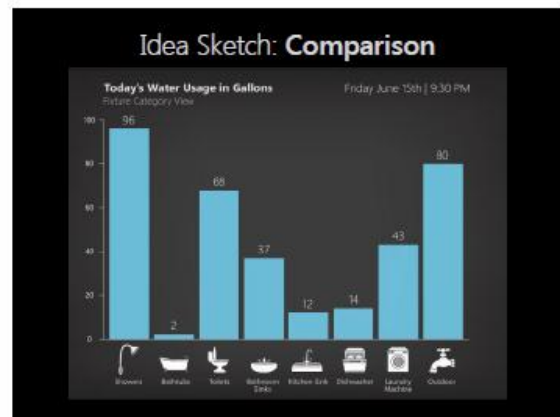 Idea Sketch: Comparison
Today's Water Usage in Gallons
Friday June 15th | 9:30 PM
Fixture Category View
100
80
60
40
20
0
96
2
68
37
12
14
43
80
Showers
Bathtubs
Toilets
Bathroom
Sinks
Kitchen Sink
Dishwasher
Laundry
Machine
Outdoor